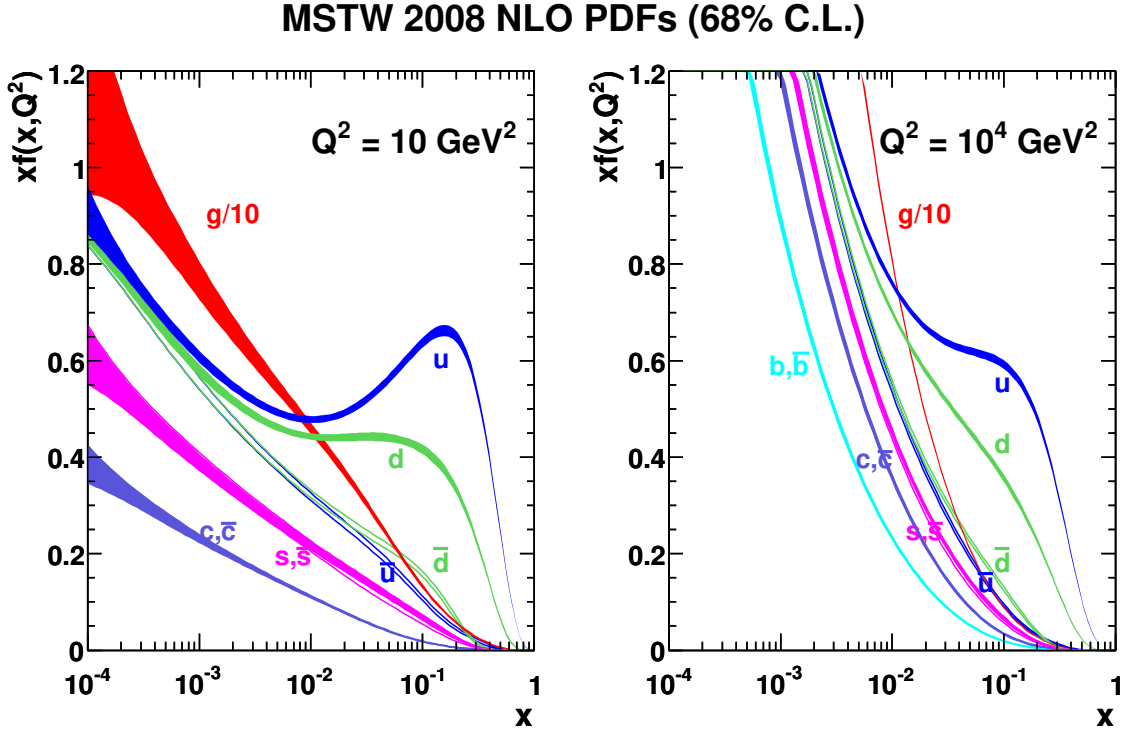 MSTW 2008 NLO PDFs (68% C.L.)
xf(x,Q²)
1.2
1
0.8
0.6
0.4
0.2
0
Q² = 10 GeV²
g/10
u
d
c,c̅
s,s̅
u̅
d̅
10⁻⁴
10⁻³
10⁻²
10⁻¹
1
x
xf(x,Q²)
1.2
1
0.8
0.6
0.4
0.2
0
Q² = 10⁴ GeV²
g/10
b,b̅
u
d
c,c̅
s,s̅
d̅
u̅
10⁻⁴
10⁻³
10⁻²
10⁻¹
1
x